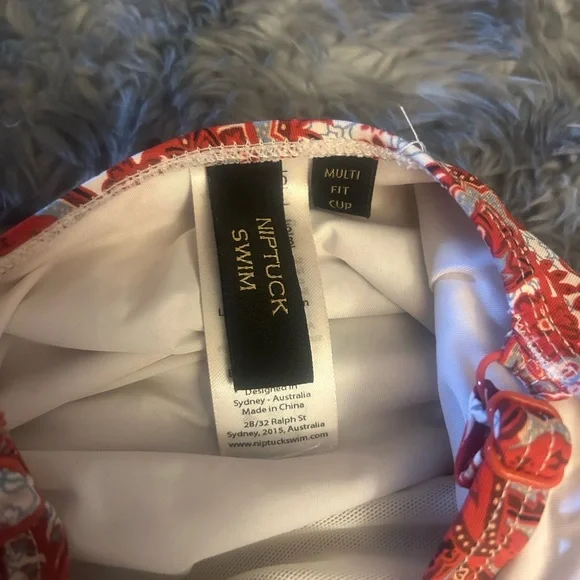 NIPTUCK
SWIM
MULTI
FIT
CUP
Designed in
Sydney - Australia
Made in China
2B/32 Ralph St
Sydney, 2015, Australia
www.niptuckswim.com